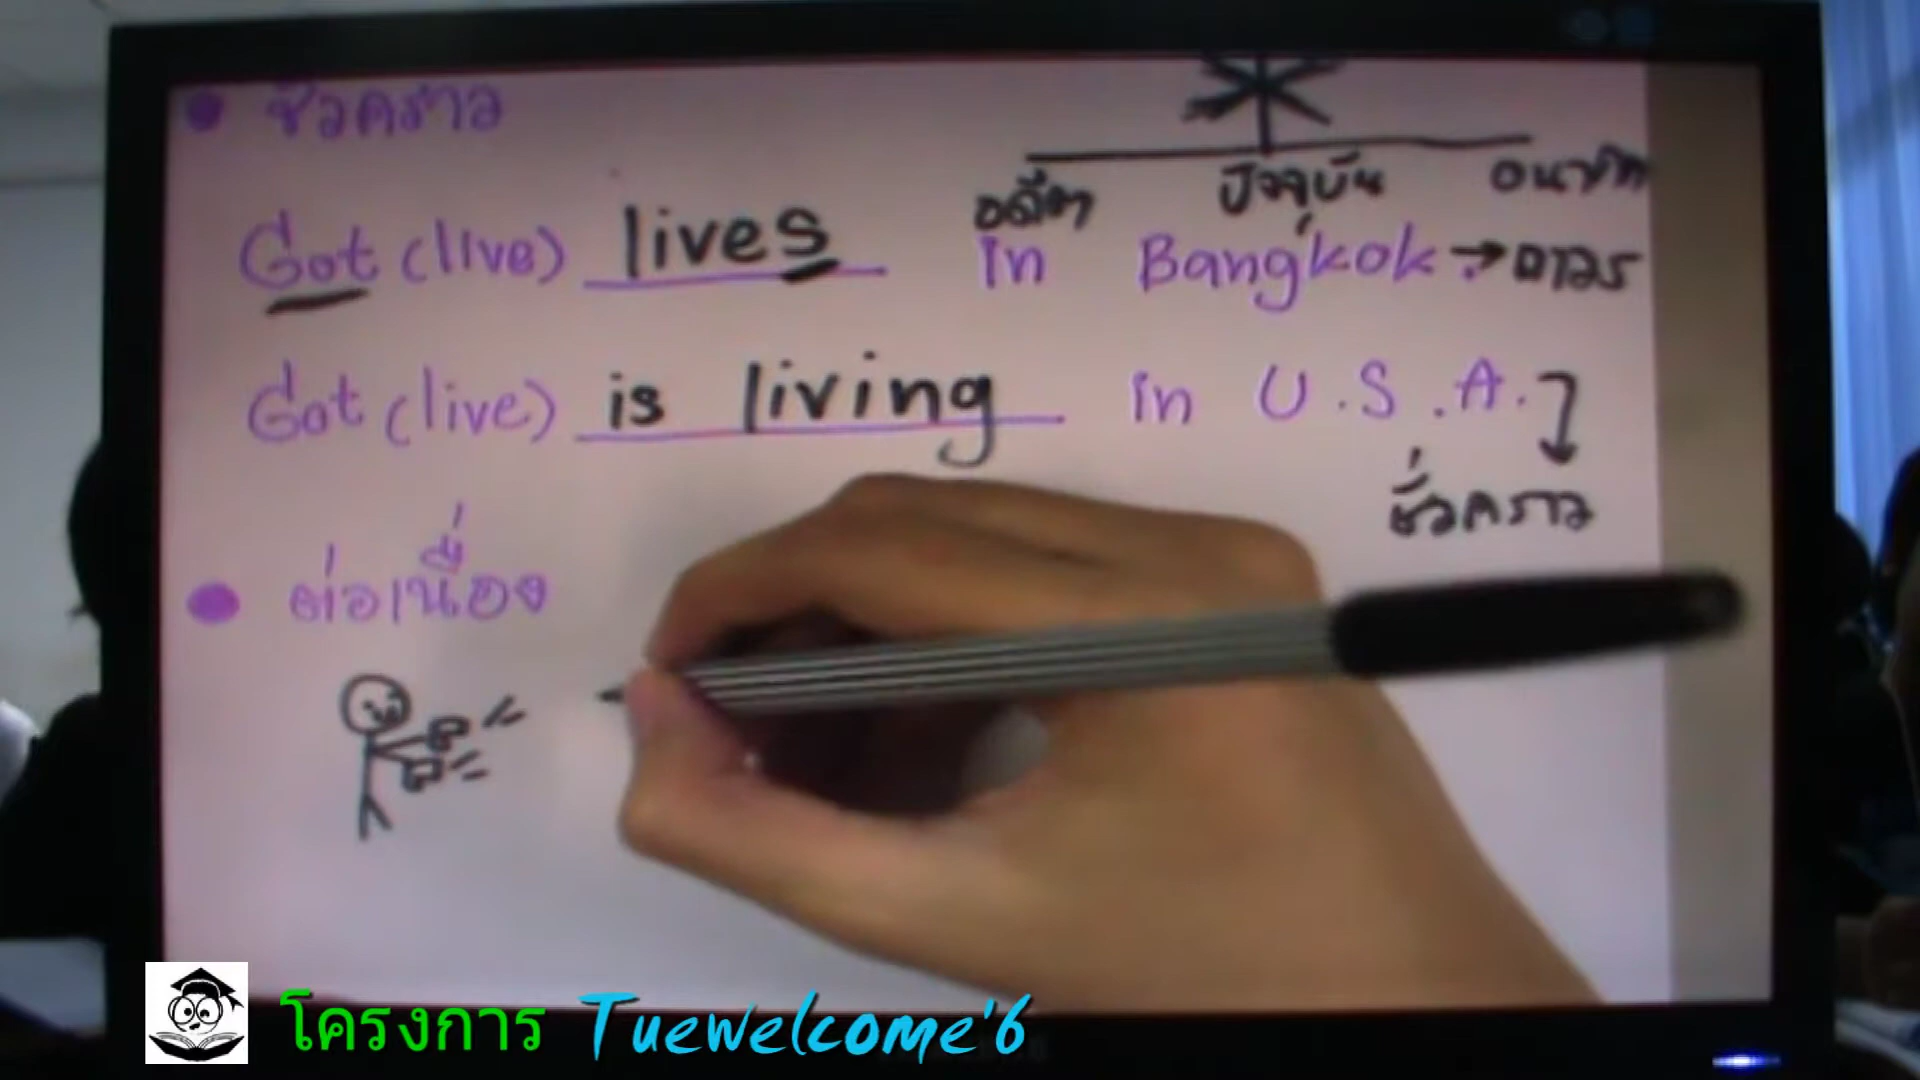 ชั่วคราว
อดีต ปัจจุบัน อนาคต
Got (live) lives in Bangkok. → ถาวร
Got (live) is living in U.S.A.
ชั่วคราว
ต่อเนื่อง
โครงการ Tuewelcome'6